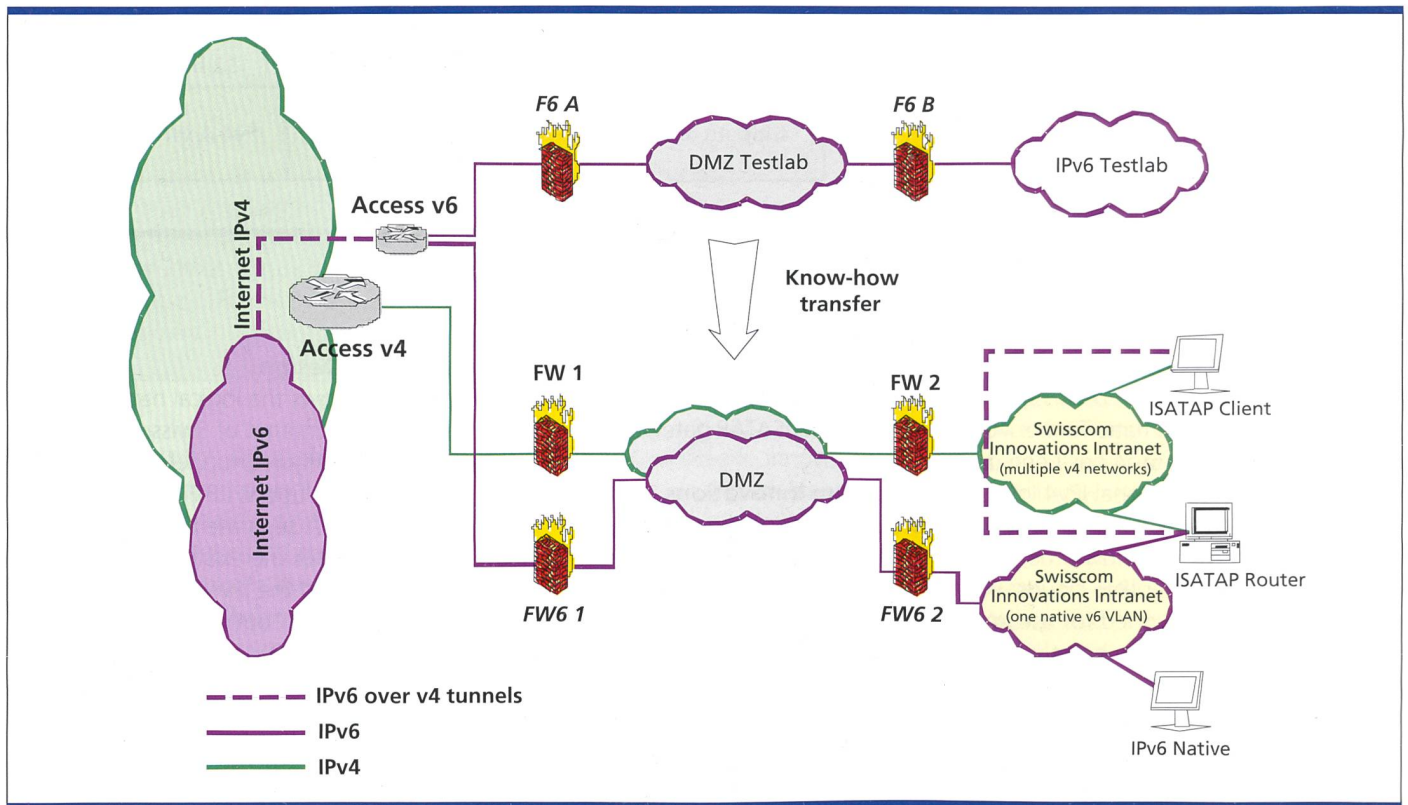 F6 A
F6 B
DMZ Testlab
IPv6 Testlab
Access v6
Internet IPv4
Know-how
transfer
Access v4
FW 1
FW 2
ISATAP Client
Swisscom
Innovations Intranet
(multiple v4 networks)
Internet IPv6
DMZ
ISATAP Router
Swisscom
Innovations Intranet
(one native v6 VLAN)
FW6 1
FW6 2
IPv6 over v4 tunnels
IPv6
IPv4
IPv6 Native